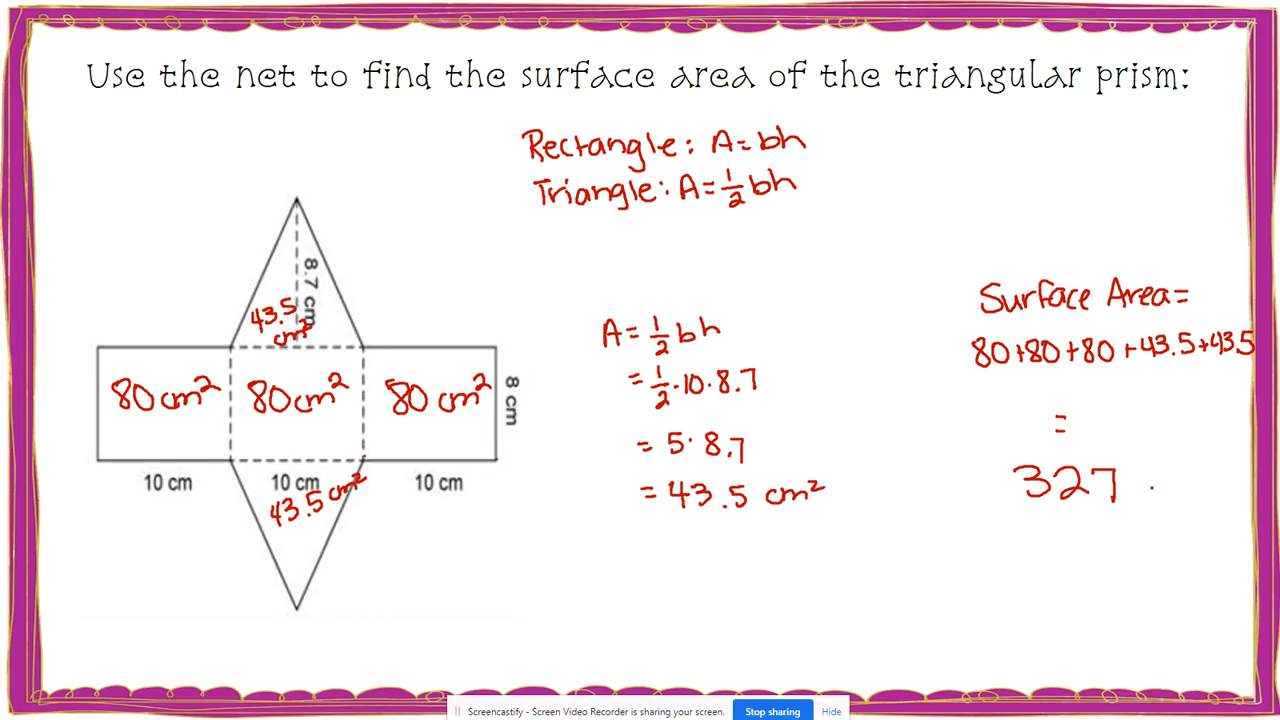 Use the net to find the surface area of the triangular prism:
Rectangle: A=bh
Triangle: A=½bh
8.7 cm
43.5
cm²
80 cm² 80cm² 80 cm²
8 cm
10 cm 10 cm 10 cm
43.5 cm²
A=½bh
=½·10·8.7
=5·8.7
=43.5 cm²
Surface Area=
80+80+80+43.5+43.5
=
327
Screencastify - Screen Video Recorder is sharing your screen. Stop sharing Hide